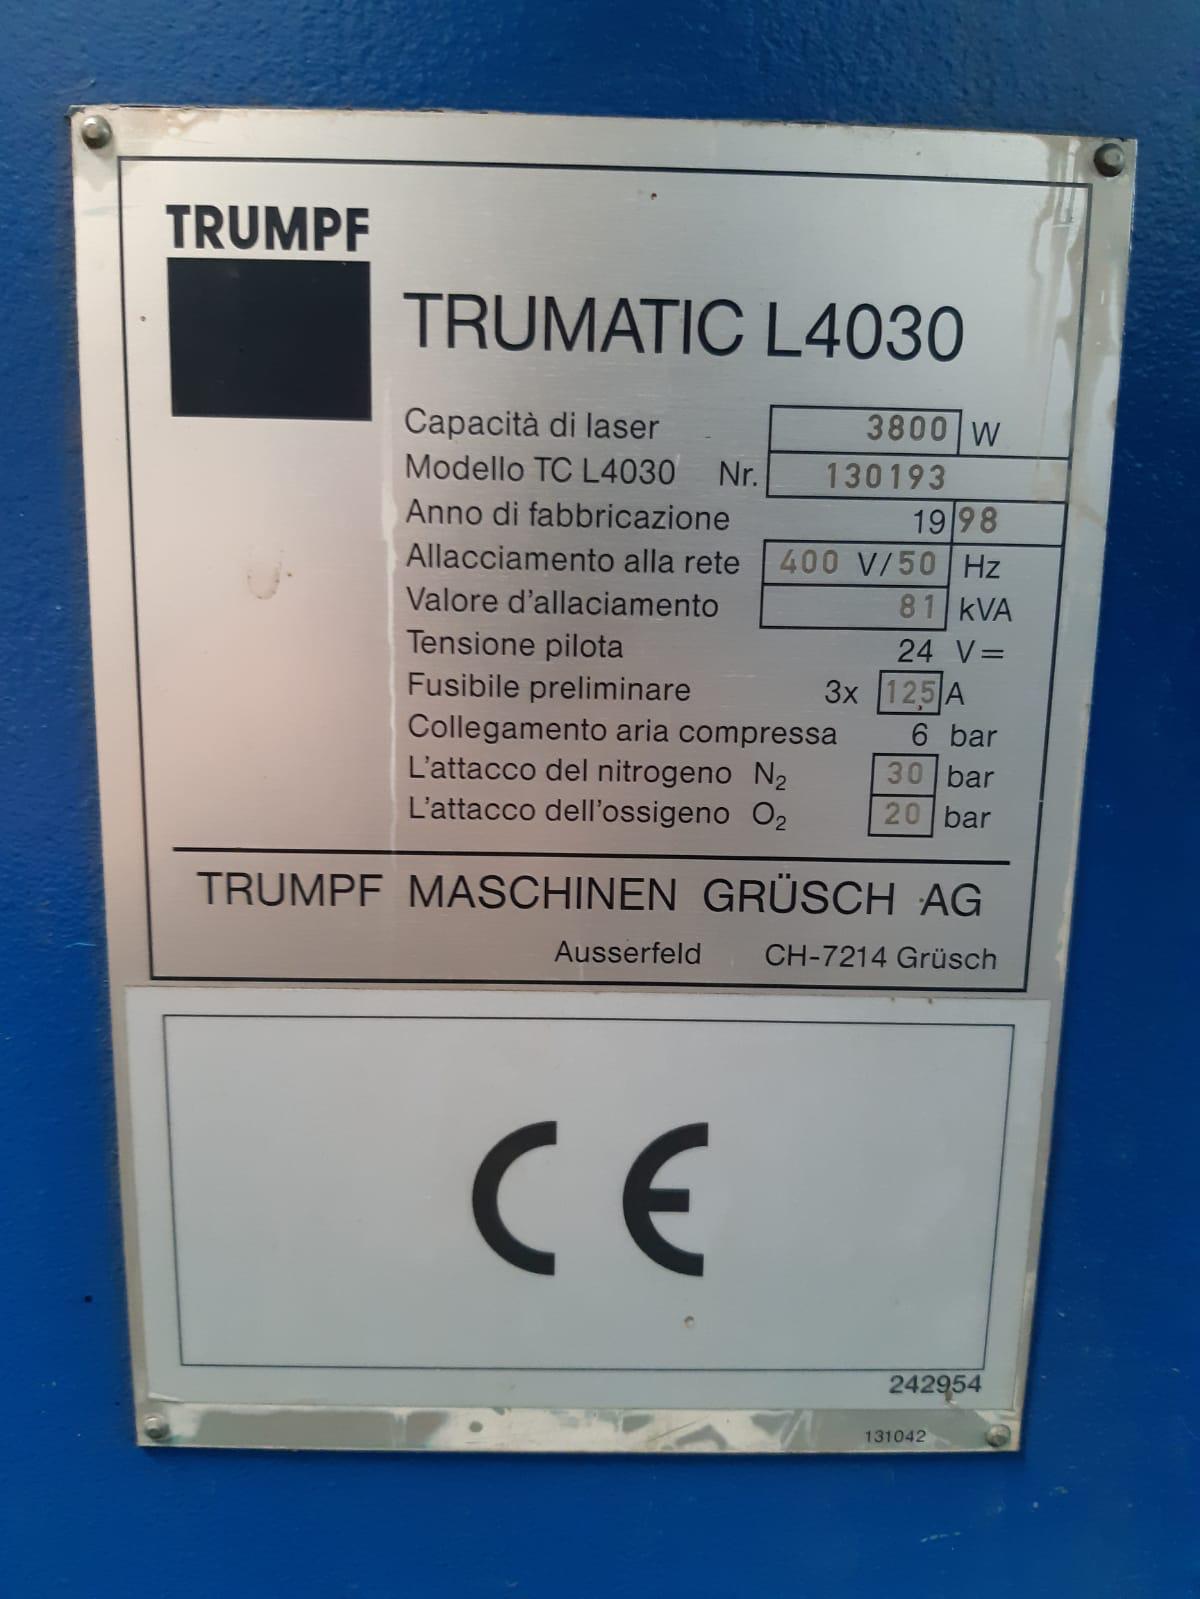 TRUMPF
TRUMATIC L4030
Capacità di laser 3800 W
Modello TC L4030 Nr. 130193
Anno di fabbricazione 1998
Allacciamento alla rete 400 V/50 Hz
Valore d'allaciamento 81 kVA
Tensione pilota 24 V=
Fusibile preliminare 3x 125 A
Collegamento aria compressa 6 bar
L'attacco del nitrogeno N₂ 30 bar
L'attacco dell'ossigeno O₂ 20 bar
TRUMPF MASCHINEN GRÜSCH AG
Ausserfeld CH-7214 Grüsch
CE
242954
131042